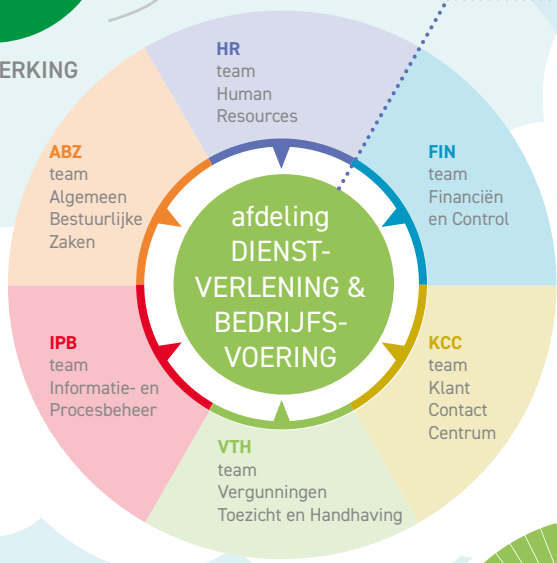 ERKING
HR
team
Human
Resources
ABZ
team
Algemeen
Bestuurlijke
Zaken
FIN
team
Financiën
en Control
afdeling
DIENST-
VERLENING &
BEDRIJFS-
VOERING
IPB
team
Informatie- en
Procesbeheer
KCC
team
Klant
Contact
Centrum
VTH
team
Vergunningen
Toezicht en Handhaving